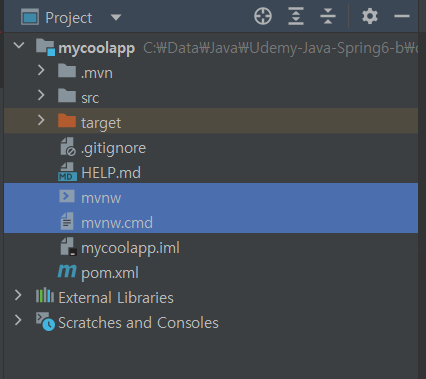 Project
mycoolapp C:₩Data₩Java₩Udemy-Java-Spring6-b₩
.mvn
src
target
.gitignore
MD HELP.md
mvnw
mvnw.cmd
mycoolapp.iml
m pom.xml
External Libraries
Scratches and Consoles